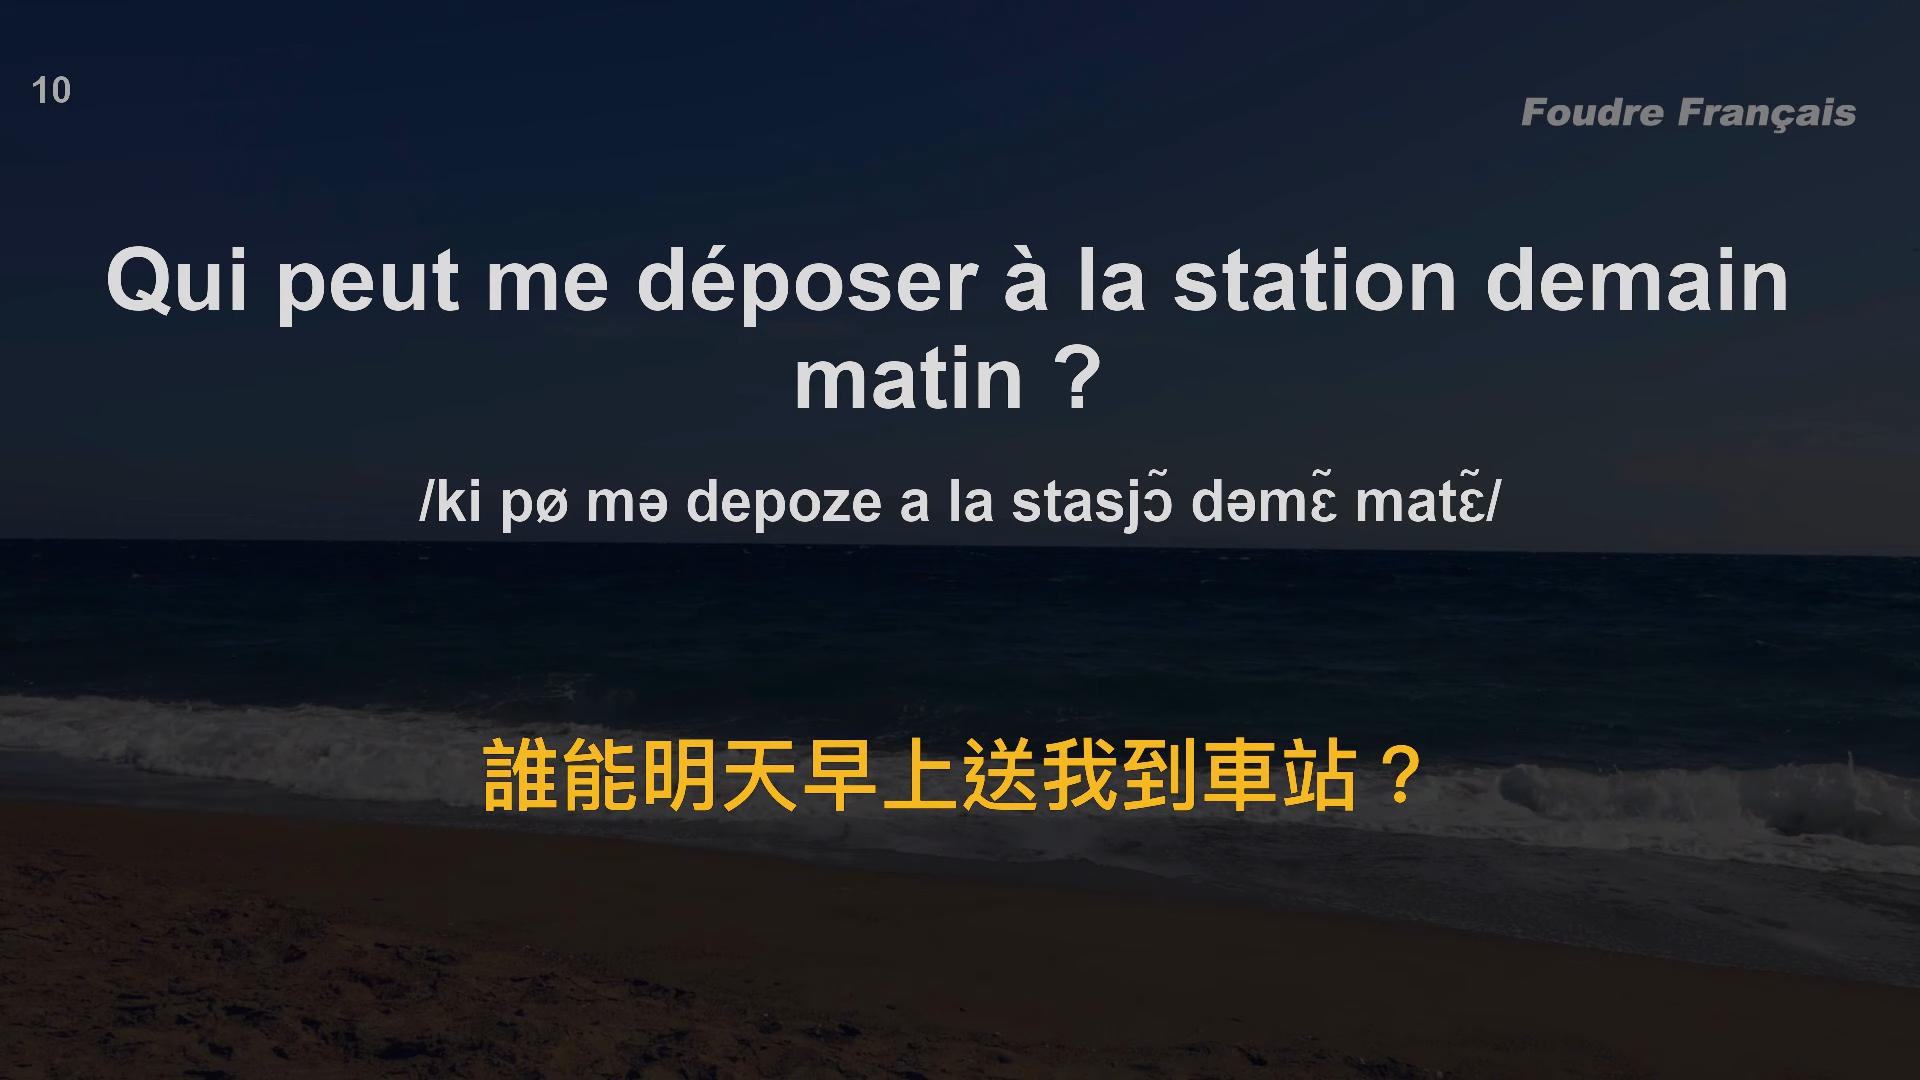 10
Foudre Français
Qui peut me déposer à la station demain
matin ?
/ki pø mə depoze a la stasjɔ̃ dəmɛ̃ matɛ̃/
誰能明天早上送我到車站？